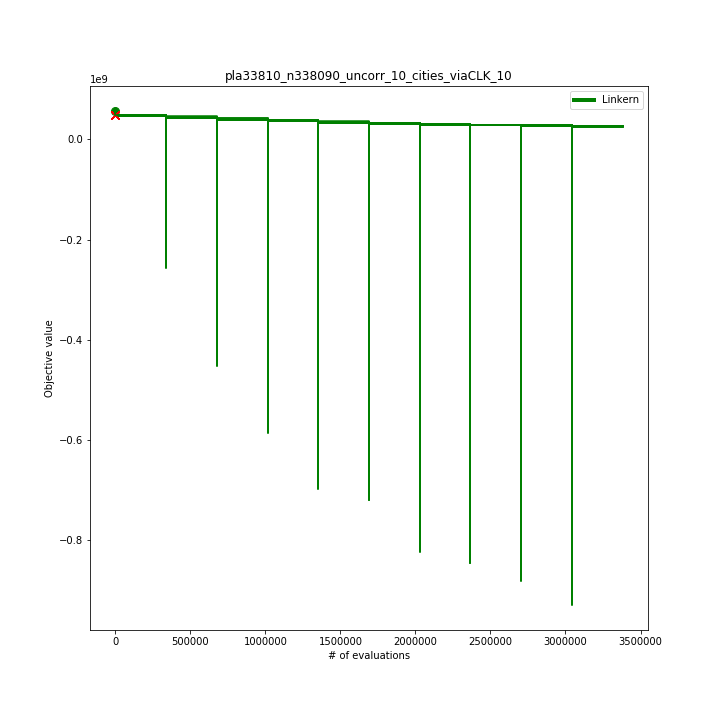 pla33810_n338090_uncorr_10_cities_viaCLK_10
1e9
Linkern
0.0
−0.2
−0.4
−0.6
−0.8
Objective value
0 500000 1000000 1500000 2000000 2500000 3000000 3500000
# of evaluations